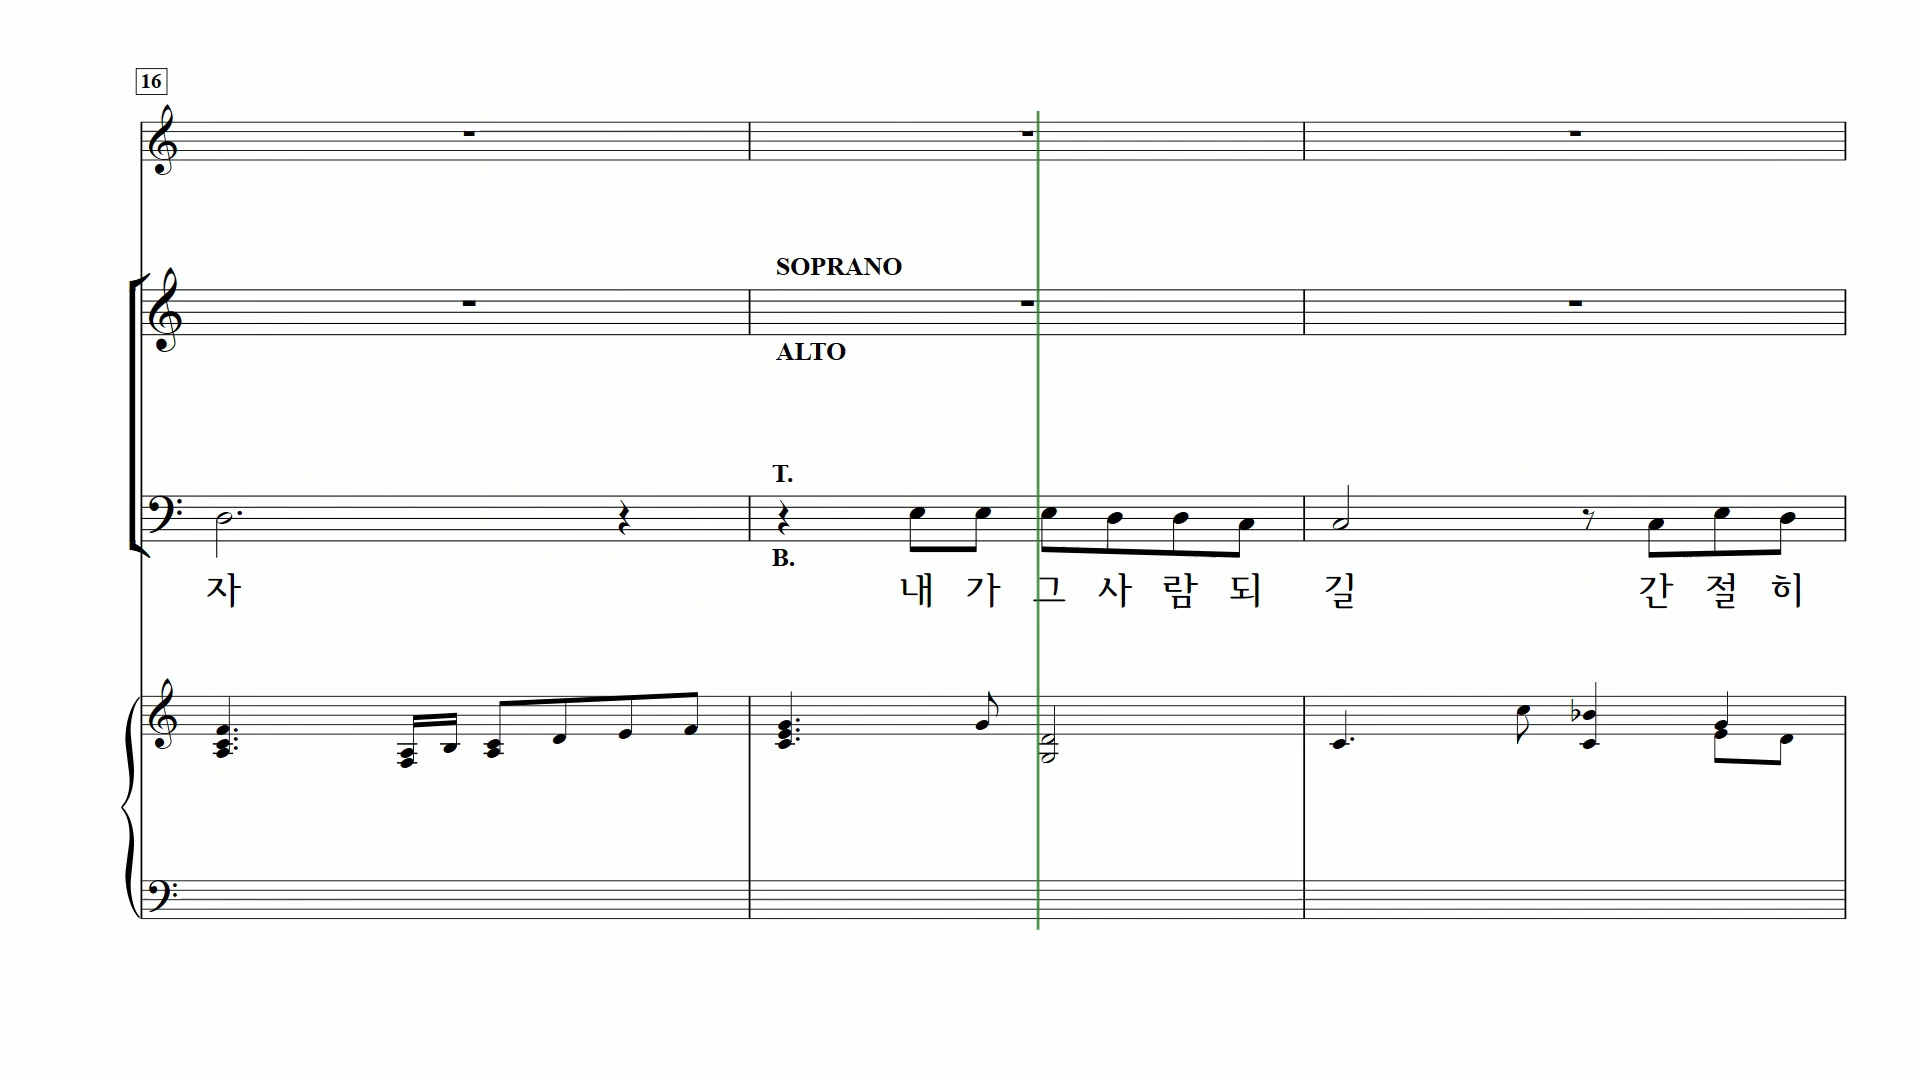 16
SOPRANO
ALTO
T.
B.
자 내 가 그 사 람 되 길 간 절 히